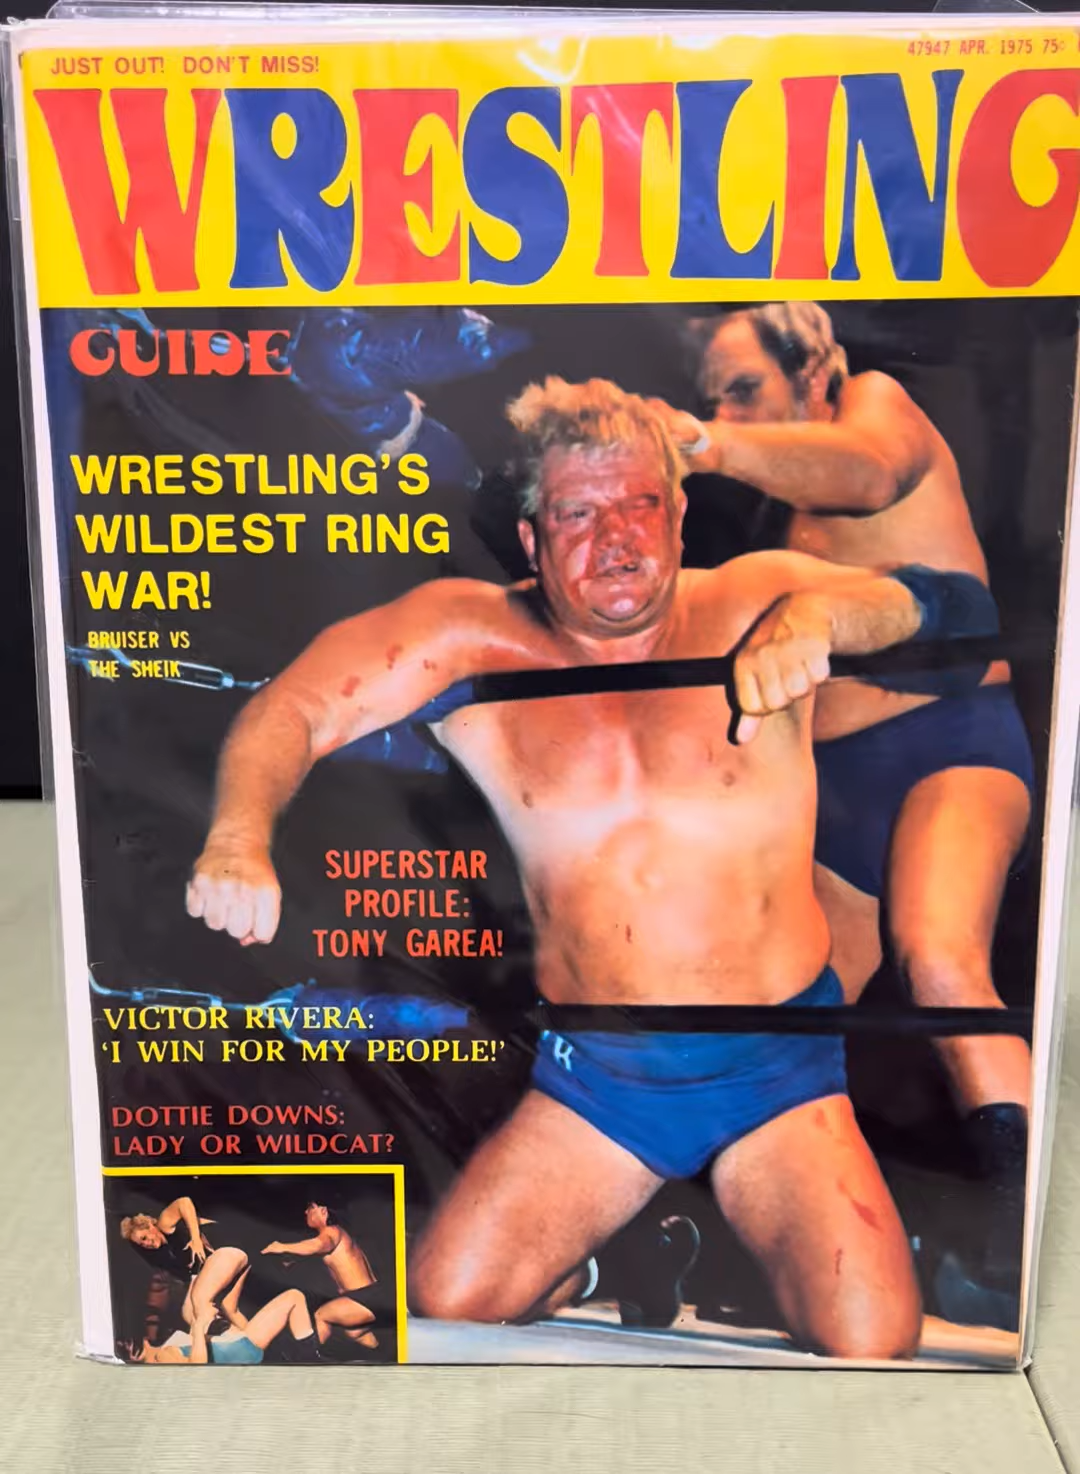 JUST OUT! DON'T MISS!
47947 APR. 1975 75¢
WRESTLING
GUIDE
WRESTLING'S
WILDEST RING
WAR!
BRUISER VS
THE SHEIK
SUPERSTAR
PROFILE:
TONY GAREA!
VICTOR RIVERA:
‘I WIN FOR MY PEOPLE!’
DOTTIE DOWNS:
LADY OR WILDCAT?